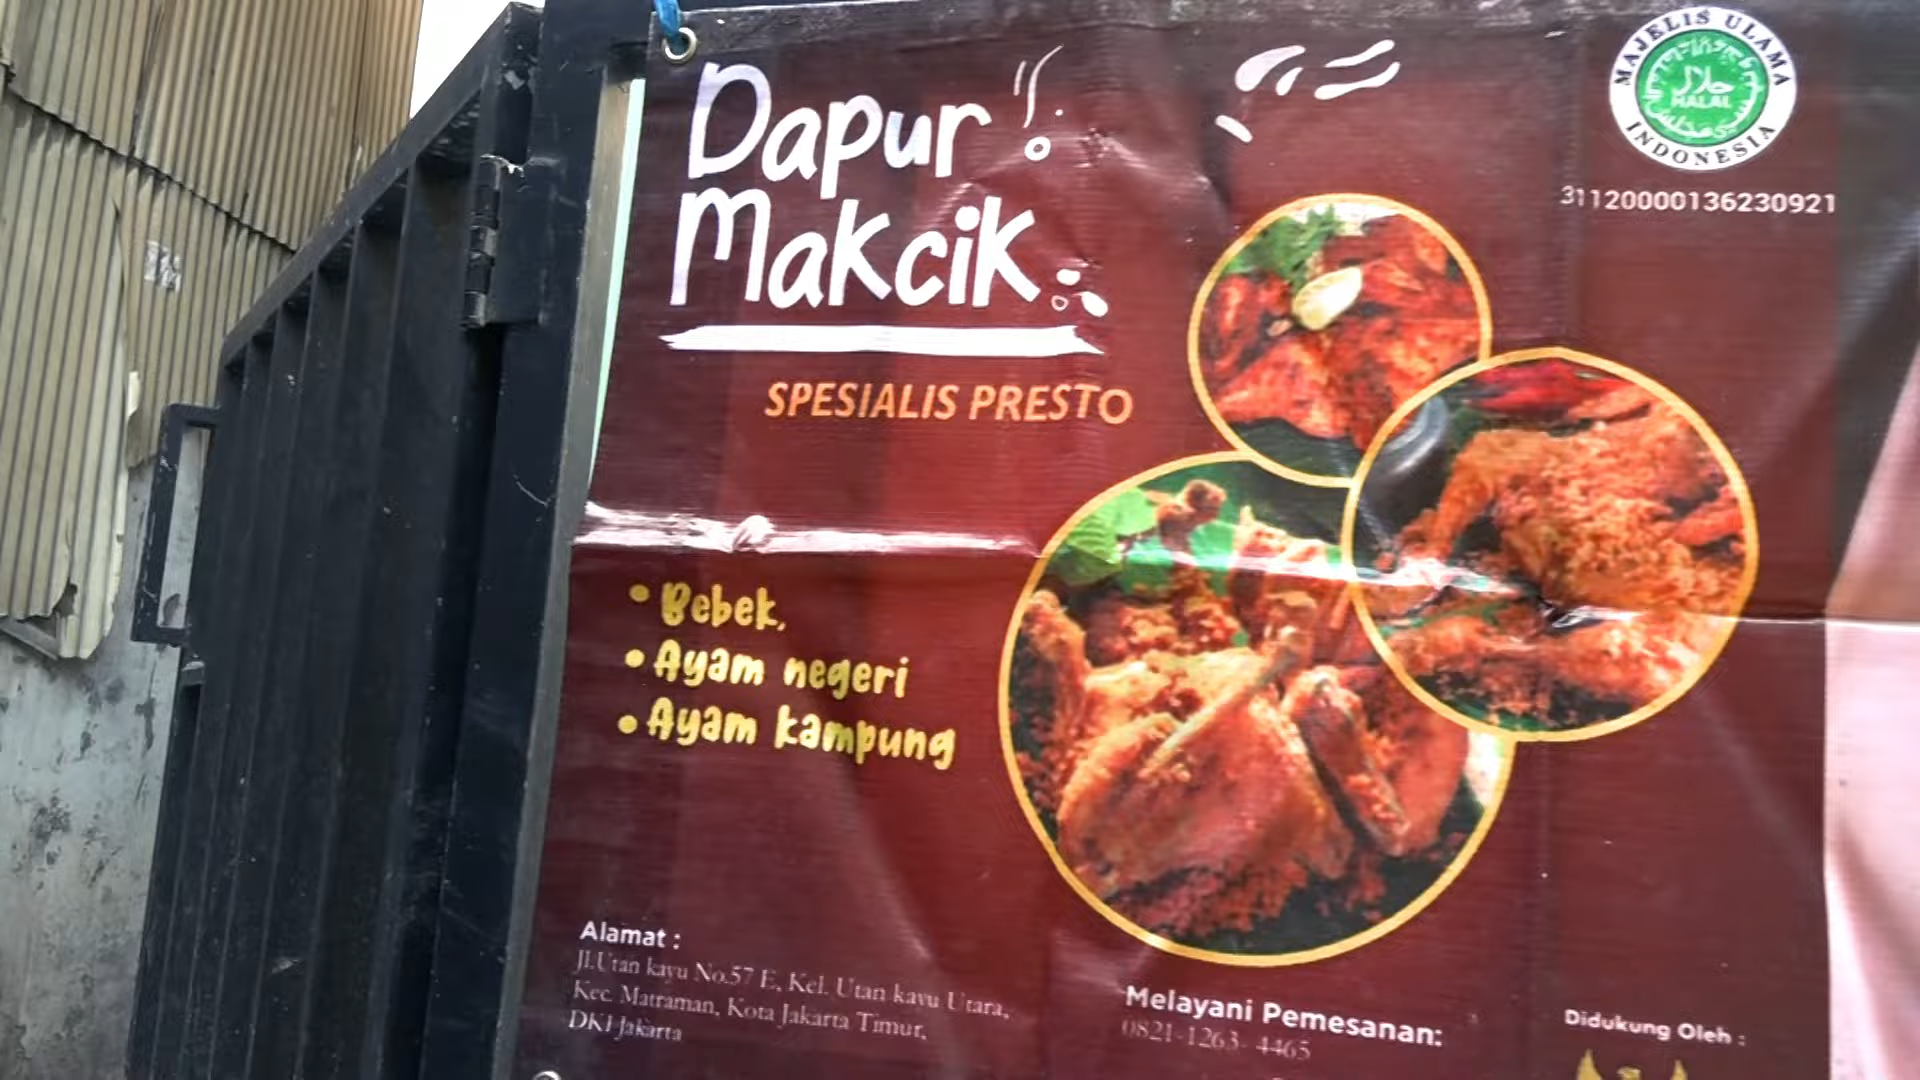 Dapur
Makcik
SPESIALIS PRESTO
MAJELIS ULAMA
حلال
HALAL
INDONESIA
31120000136230921
• Bebek,
• Ayam negeri
• Ayam kampung
Alamat :
Jl.Utan kayu No.57 E, Kel. Utan kayu Utara,
Kec. Matraman, Kota Jakarta Timur,
DKI Jakarta
Melayani Pemesanan:
0821-1263- 4465
Didukung Oleh :